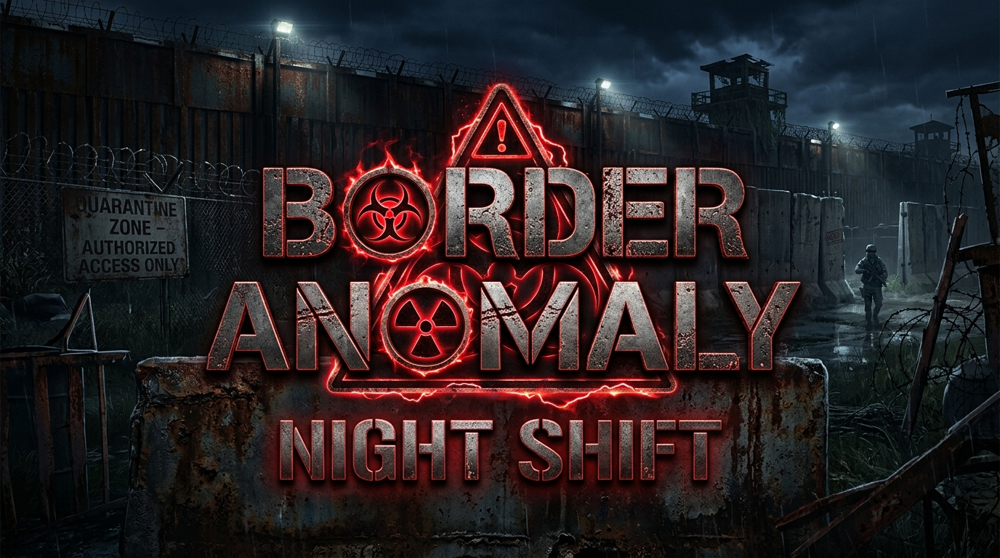 QUARANTINE
ZONE –
AUTHORIZED
ACCESS ONLY
!
BORDER
ANOMALY
NIGHT SHIFT